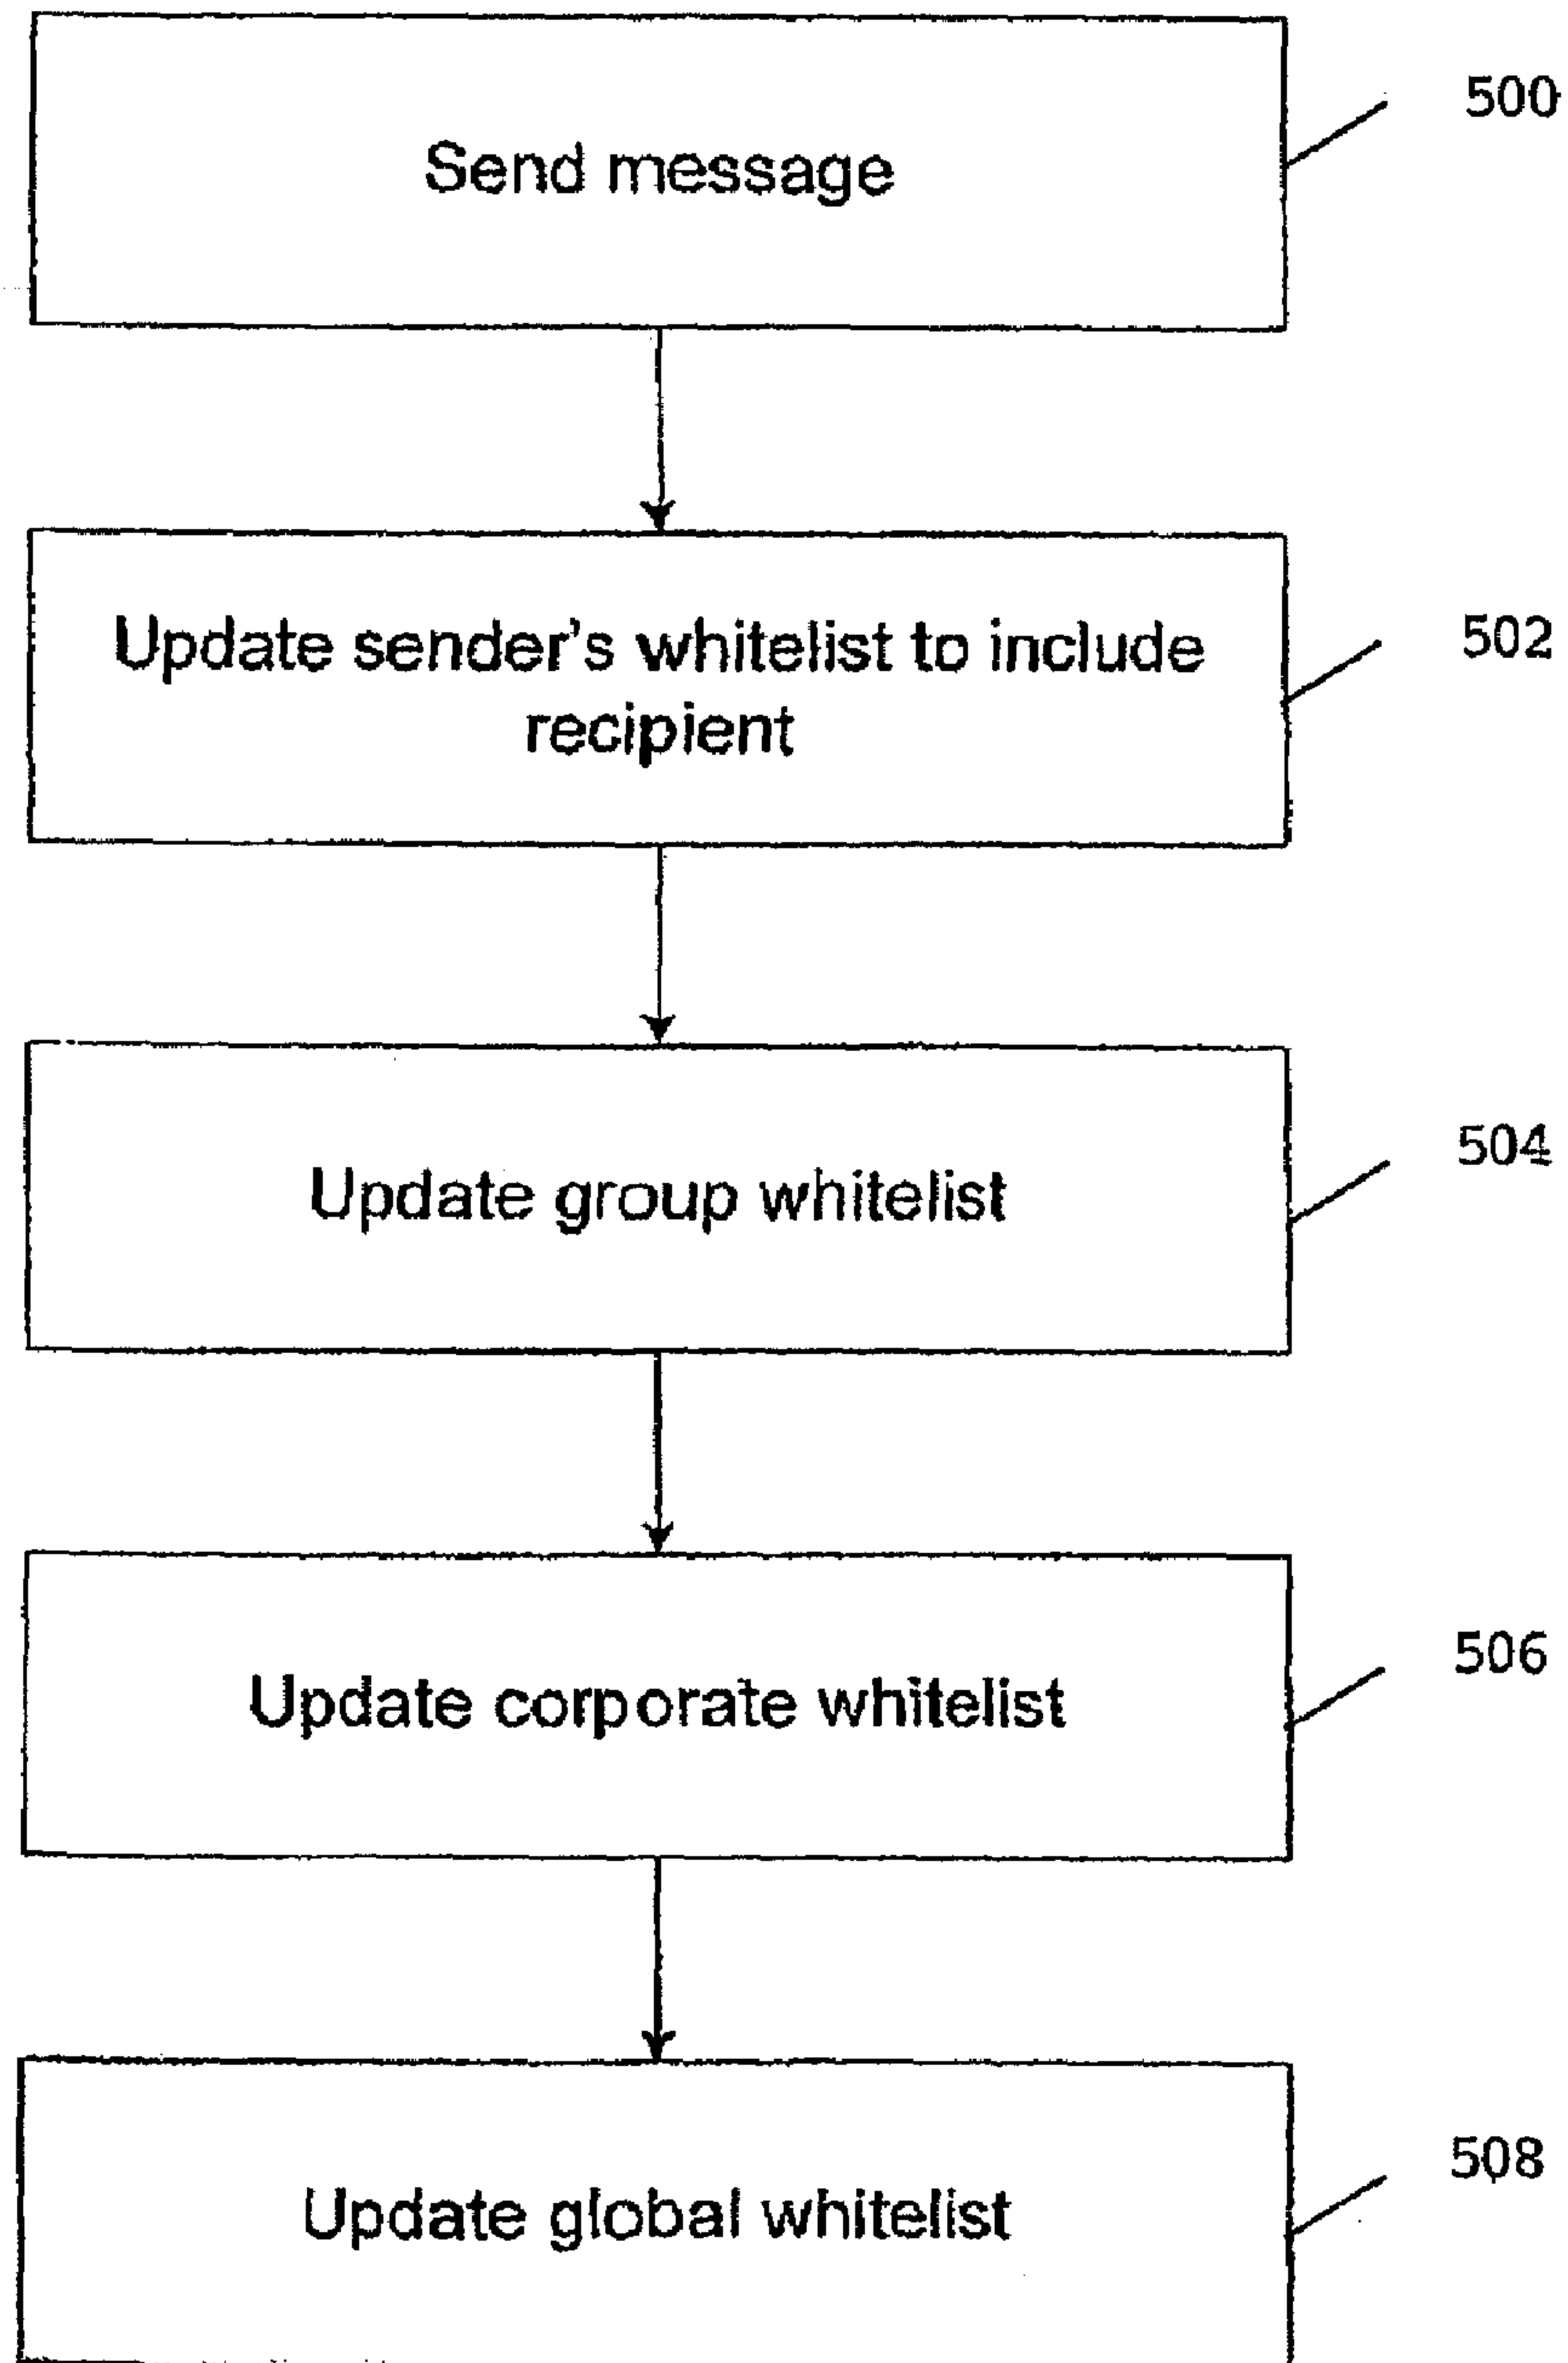 Send message
500
Update sender's whitelist to include
recipient
502
Update group whitelist
504
Update corporate whitelist
506
Update global whitelist
508